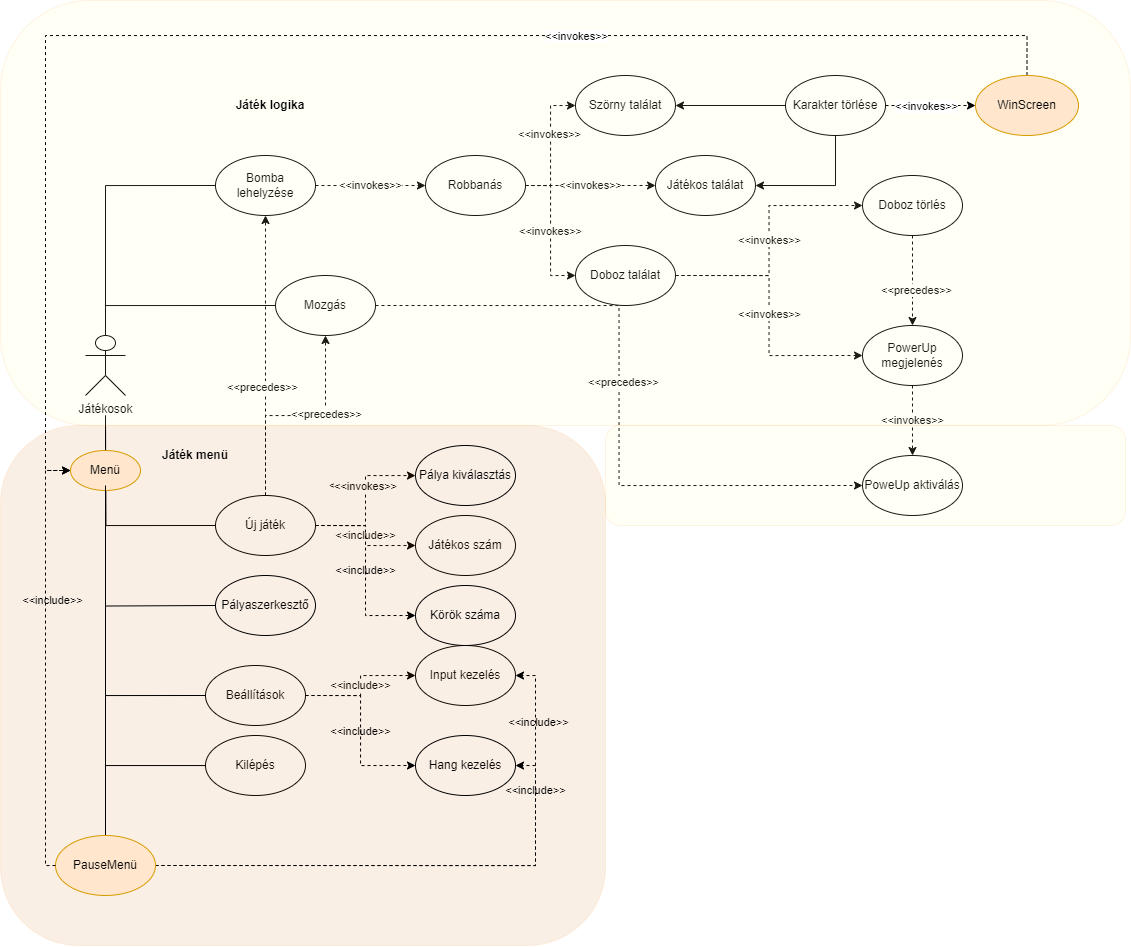 <<invokes>>
Játék logika
Szörny találat
Karakter törlése
<<invokes>>
WinScreen
<<invokes>>
Bomba
lehelyzése
<<invokes>>
Robbanás
<<invokes>>
Játékos találat
Doboz törlés
<<invokes>>
<<invokes>>
Doboz találat
<<precedes>>
Mozgás
<<invokes>>
PowerUp
megjelenés
<<precedes>>
<<precedes>>
Játékosok
<<precedes>>
<<invokes>>
Játék menü
Menü
Pálya kiválasztás
<<invokes>>
PoweUp aktiválás
Új játék
<<include>>
Játékos szám
<<include>>
<<include>>
Pályaszerkesztő
Körök száma
Input kezelés
<<include>>
Beállítások
<<include>>
<<include>>
Kilépés
Hang kezelés
<<include>>
PauseMenü